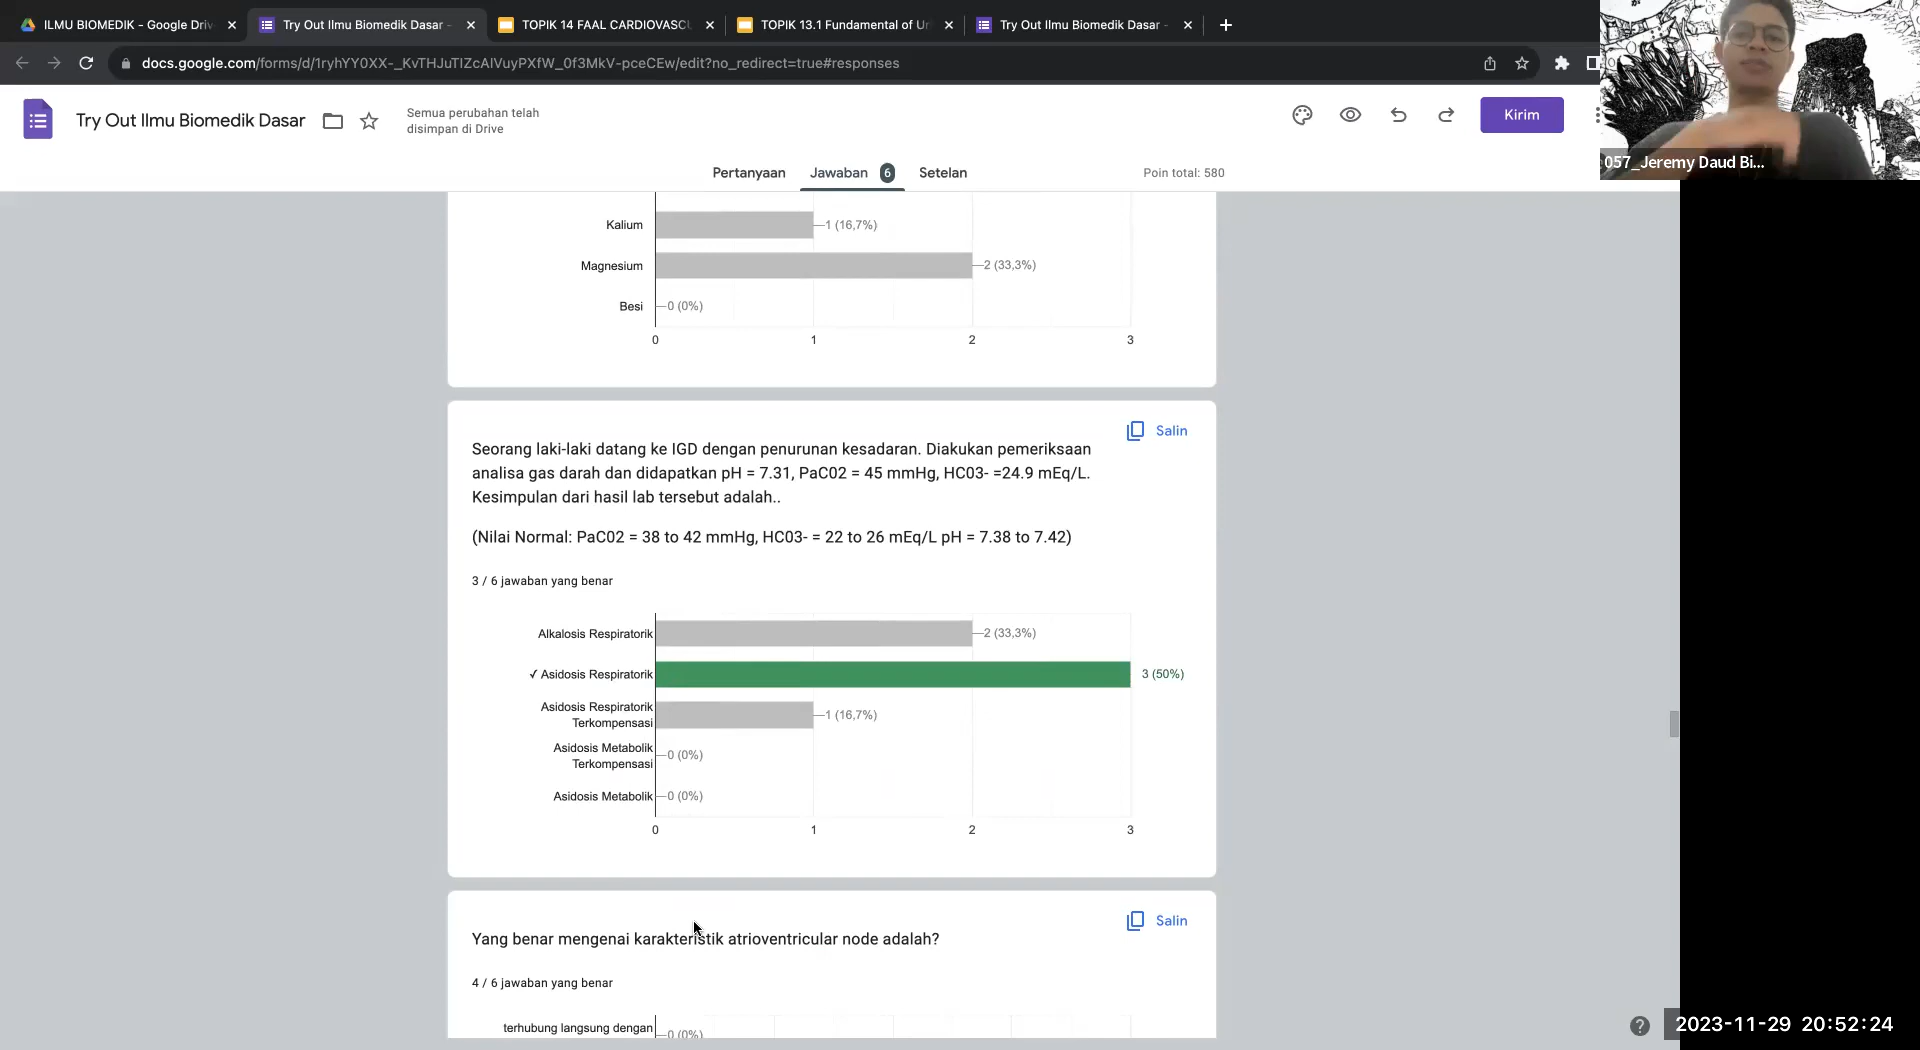 ILMU BIOMEDIK - Google Driv
Try Out Ilmu Biomedik Dasar -
TOPIK 14 FAAL CARDIOVASCU
TOPIK 13.1 Fundamental of Ur
Try Out Ilmu Biomedik Dasar -
docs.google.com/forms/d/1ryhYY0XX-_KvTHJuTIZcAlVuyPXfW_0f3MkV-pceCEw/edit?no_redirect=true#responses
Try Out Ilmu Biomedik Dasar
Semua perubahan telah
disimpan di Drive
Kirim
057_Jeremy Daud Bi...
Pertanyaan
Jawaban 6
Setelan
Poin total: 580
Kalium
1 (16,7%)
Magnesium
2 (33,3%)
Besi
0 (0%)
0 1 2 3
Salin
Seorang laki-laki datang ke IGD dengan penurunan kesadaran. Diakukan pemeriksaan
analisa gas darah dan didapatkan pH = 7.31, PaC02 = 45 mmHg, HC03- =24.9 mEq/L.
Kesimpulan dari hasil lab tersebut adalah..
(Nilai Normal: PaC02 = 38 to 42 mmHg, HC03- = 22 to 26 mEq/L pH = 7.38 to 7.42)
3 / 6 jawaban yang benar
Alkalosis Respiratorik
2 (33,3%)
✓ Asidosis Respiratorik
3 (50%)
Asidosis Respiratorik
Terkompensasi
1 (16,7%)
Asidosis Metabolik
Terkompensasi
0 (0%)
Asidosis Metabolik
0 (0%)
0 1 2 3
Salin
Yang benar mengenai karakteristik atrioventricular node adalah?
4 / 6 jawaban yang benar
terhubung langsung dengan
0 (0%)
2023-11-29 20:52:24